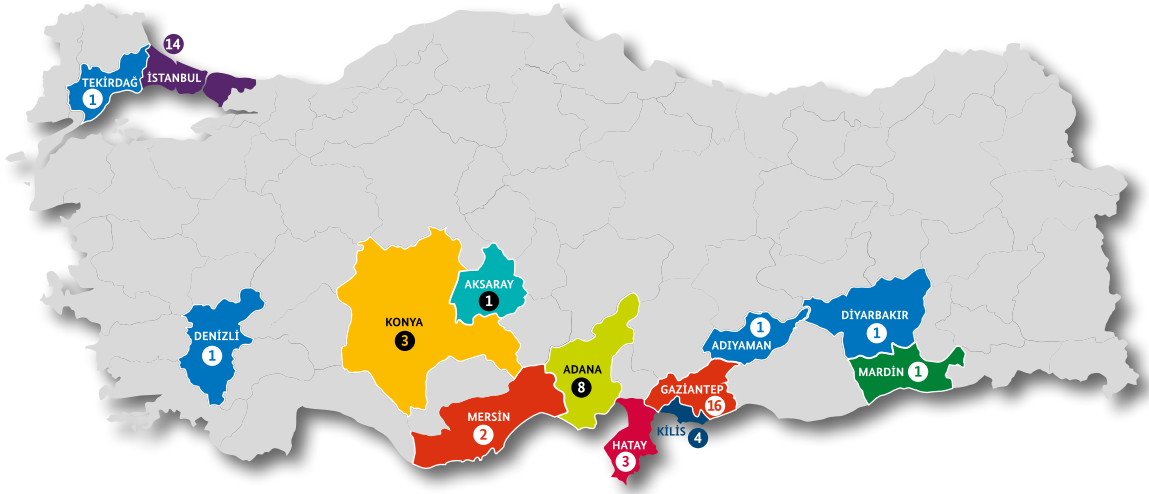 14
İSTANBUL
TEKİRDAĞ
1
AKSARAY
1
KONYA
3
DENİZLİ
1
DİYARBAKIR
1
1
ADIYAMAN
MARDİN 1
ADANA
8
GAZİANTEP
16
MERSİN
2
KİLİS 4
HATAY
3